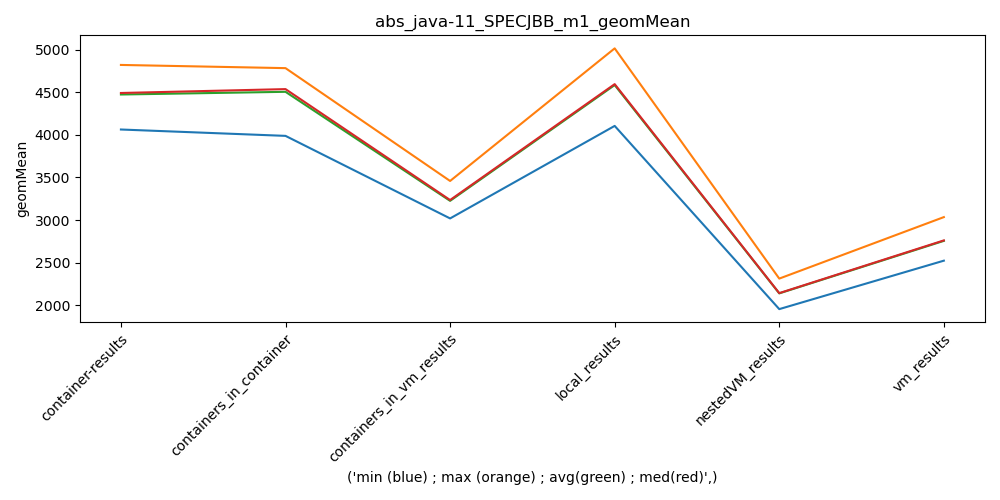 abs_java-11_SPECJBB_m1_geomMean
5000
4500
4000
3500
3000
2500
2000
geomMean
container-results
containers_in_container
containers_in_vm_results
local_results
nestedVM_results
vm_results
('min (blue) ; max (orange) ; avg(green) ; med(red)',)